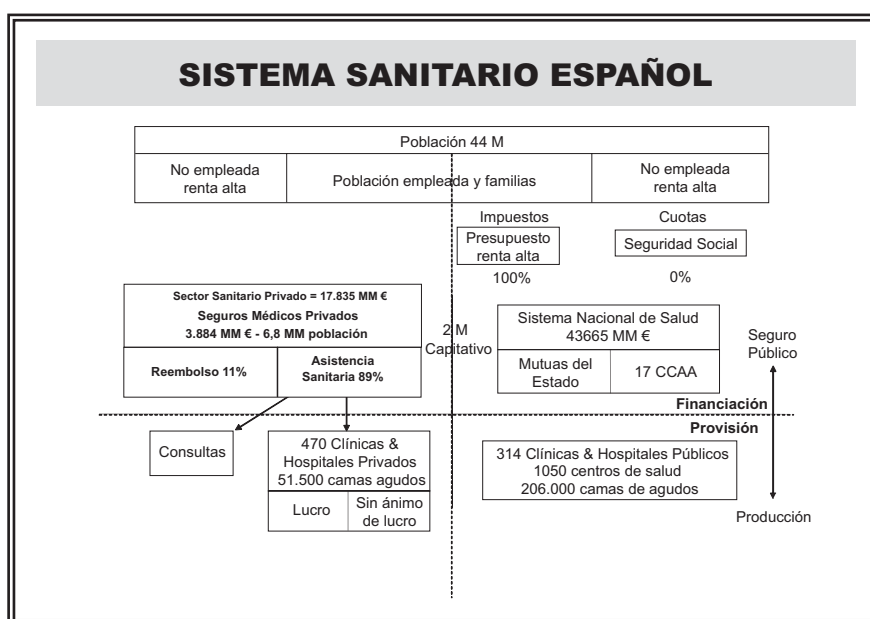 SISTEMA SANITARIO ESPAÑOL
Población 44 M
No empleada
renta alta
Población empleada y familias
No empleada
renta alta
Impuestos
Presupuesto
renta alta
100%
Cuotas
Seguridad Social
0%
Sector Sanitario Privado = 17.835 MM €
Seguros Médicos Privados
3.884 MM € - 6,8 MM población
Reembolso 11%
Asistencia
Sanitaria 89%
2 M
Capitativo
Sistema Nacional de Salud
43665 MM €
Mutuas del
Estado
17 CCAA
Seguro
Público
Financiación
Provisión
Consultas
470 Clínicas &
Hospitales Privados
51.500 camas agudos
Lucro
Sin ánimo
de lucro
314 Clínicas & Hospitales Públicos
1050 centros de salud
206.000 camas de agudos
Producción